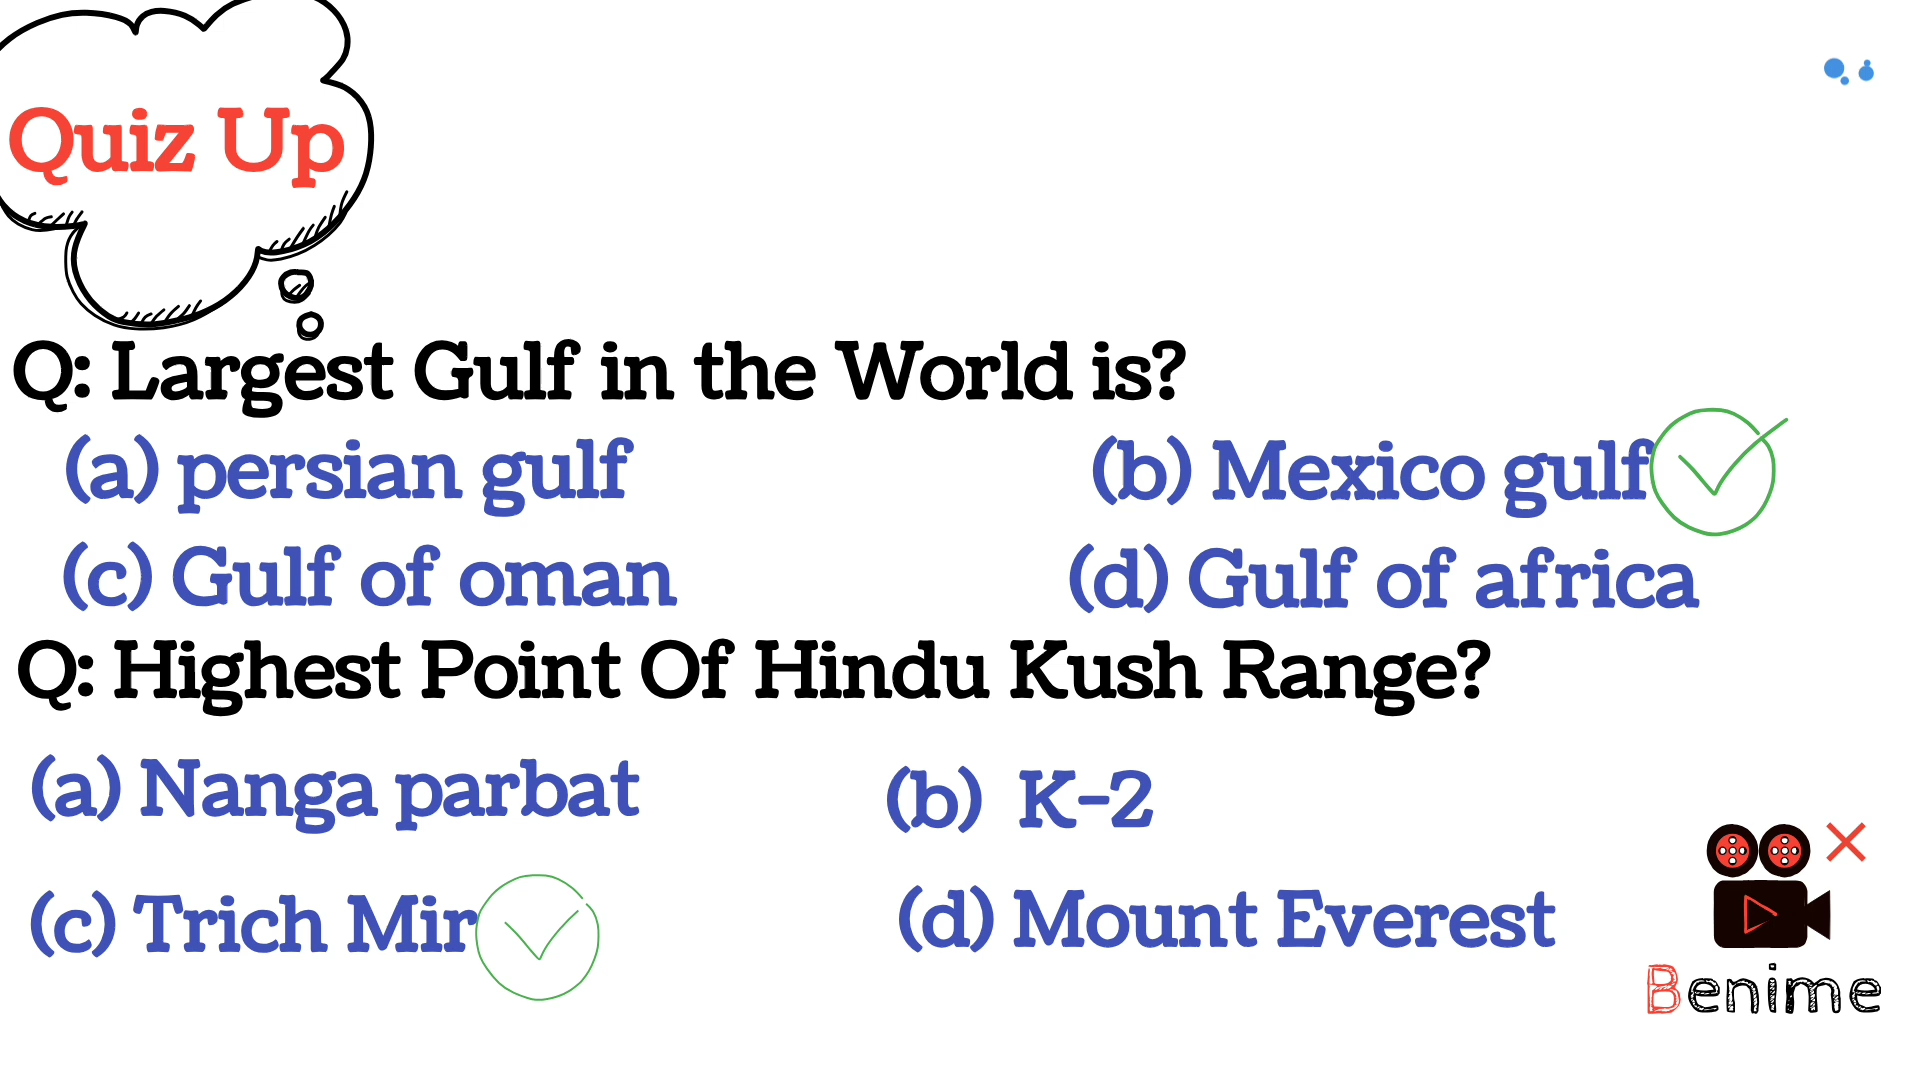 Quiz Up
Q: Largest Gulf in the World is?
(a) persian gulf (b) Mexico gulf
(c) Gulf of oman (d) Gulf of africa
Q: Highest Point Of Hindu Kush Range?
(a) Nanga parbat (b) K-2
(c) Trich Mir (d) Mount Everest
Benime